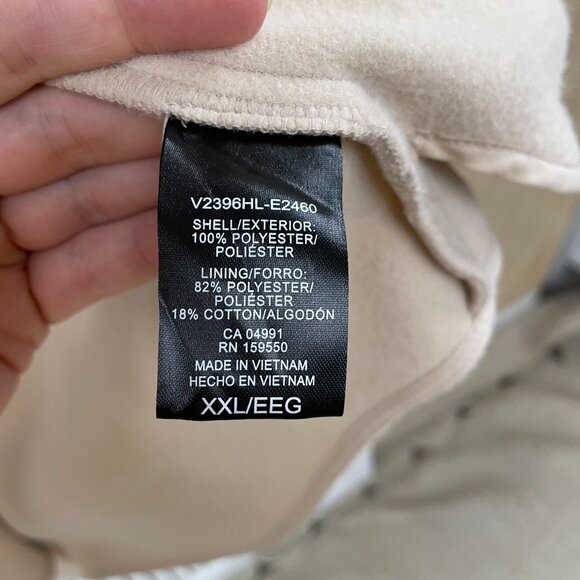 V2396HL-E2460
SHELL/EXTERIOR:
100% POLYESTER/
POLIÉSTER
LINING/FORRO:
82% POLYESTER/
POLIÉSTER
18% COTTON/ALGODÓN
CA 04991
RN 159550
MADE IN VIETNAM
HECHO EN VIETNAM
XXL/EEG